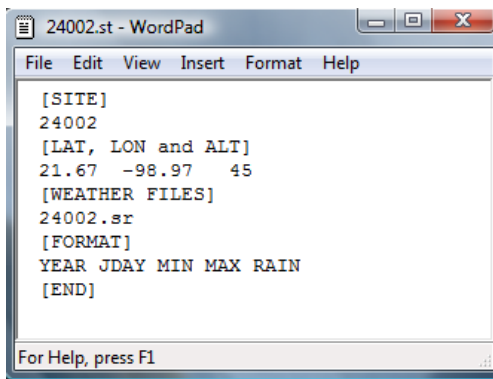 24002.st - WordPad
File Edit View Insert Format Help
[SITE]
24002
[LAT, LON and ALT]
21.67 -98.97 45
[WEATHER FILES]
24002.sr
[FORMAT]
YEAR JDAY MIN MAX RAIN
[END]
For Help, press F1